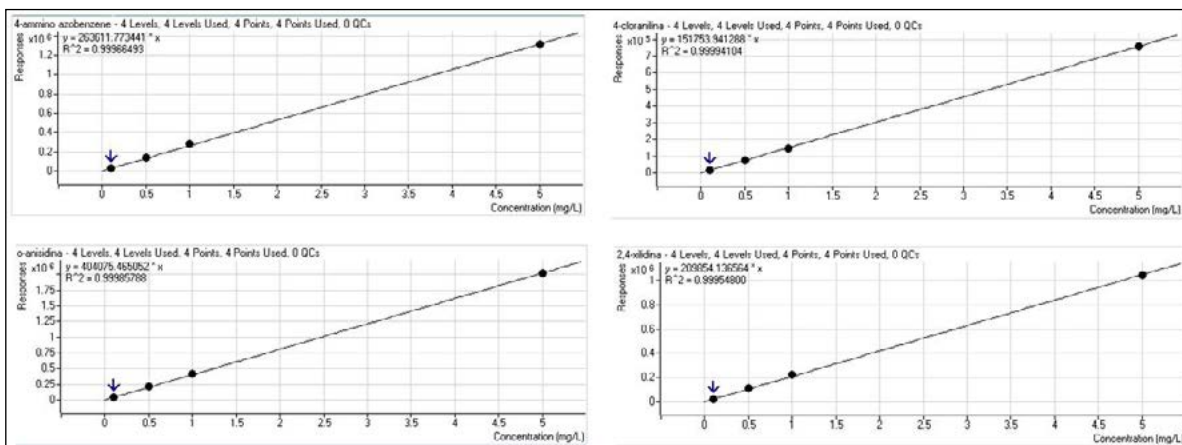 4-ammino azobenzene - 4 Levels, 4 Levels Used, 4 Points, 4 Points Used, 0 QCs
Responses
x10 6
y = 263611.773441 * x
R^2 = 0.99966493
1.2
1
0.8
0.6
0.4
0.2
0
0 0.5 1 1.5 2 2.5 3 3.5 4 4.5 5
Concentration (mg/L)
4-cloranilina - 4 Levels, 4 Levels Used, 4 Points, 4 Points Used, 0 QCs
Responses
x10 5
y = 151753.941288 * x
R^2 = 0.99994104
7
6
5
4
3
2
1
0
0 0.5 1 1.5 2 2.5 3 3.5 4 4.5 5
Concentration (mg/L)
o-anisidina - 4 Levels, 4 Levels Used, 4 Points, 4 Points Used, 0 QCs
Responses
x10 6
y = 404075.465052 * x
R^2 = 0.99985788
1.75
1.5
1.25
1
0.75
0.5
0.25
0
0 0.5 1 1.5 2 2.5 3 3.5 4 4.5 5
Concentration (mg/L)
2,4-xilidina - 4 Levels, 4 Levels Used, 4 Points, 4 Points Used, 0 QCs
Responses
x10 6
y = 209854.136564 * x
R^2 = 0.99954800
1
0.8
0.6
0.4
0.2
0
0 0.5 1 1.5 2 2.5 3 3.5 4 4.5 5
Concentration (mg/L)